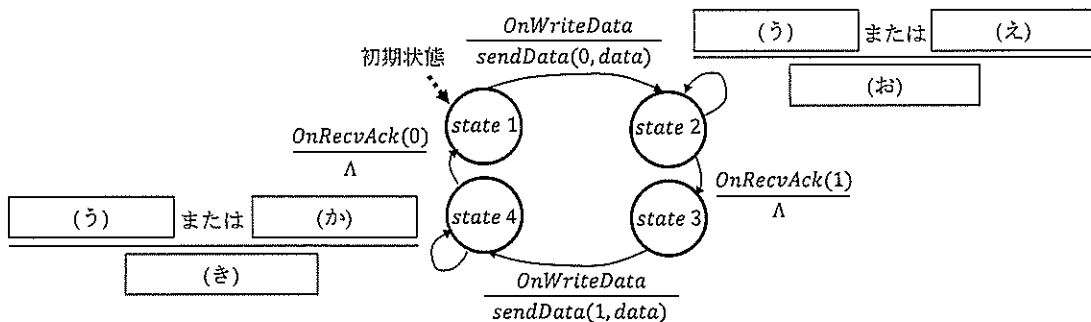 OnWriteData
sendData(0, data)
(う) または (え)
(お)
初期状態
state 1
state 2
OnRecvAck(0)
Λ
OnRecvAck(1)
Λ
(う) または (か)
(き)
state 4
state 3
OnWriteData
sendData(1, data)